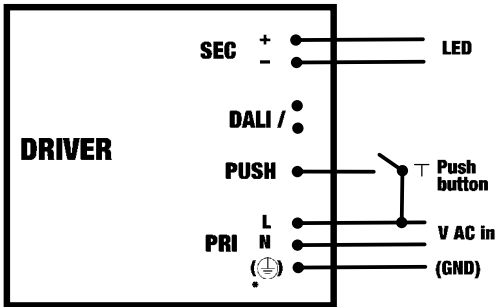 SEC + LED
−
DALI /
DRIVER
PUSH
Push
button
L
PRI N V AC in
(⏚) (GND)
*